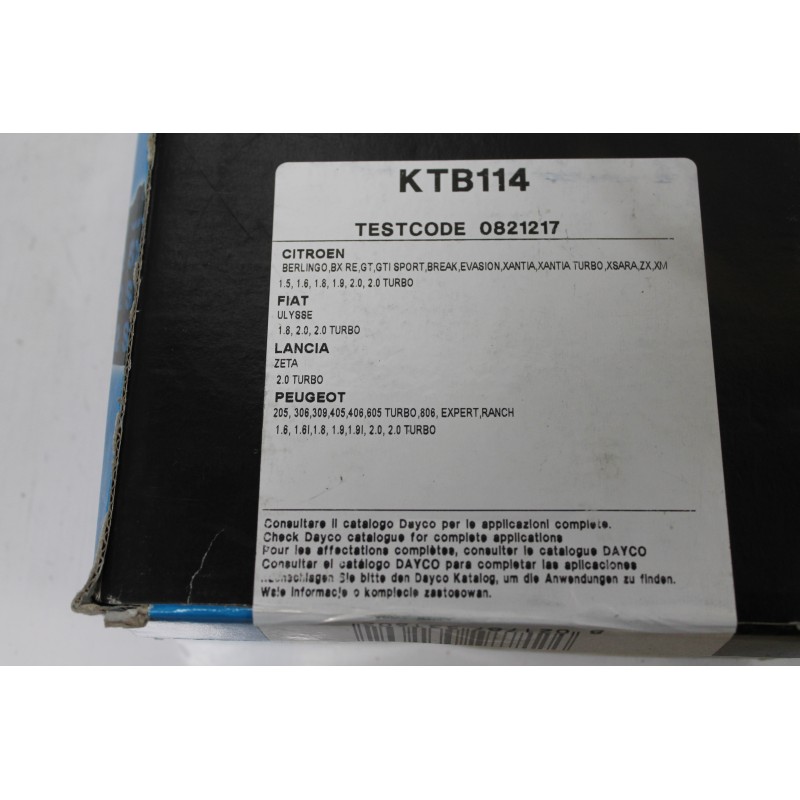 KTB114
TESTCODE 0821217
CITROEN
BERLINGO,BX RE,GT,GTI SPORT,BREAK,EVASION,XANTIA,XANTIA TURBO,XSARA,ZX,XM
1.5, 1.6, 1.8, 1.9, 2.0, 2.0 TURBO
FIAT
ULYSSE
1.8, 2.0, 2.0 TURBO
LANCIA
ZETA
2.0 TURBO
PEUGEOT
205, 306,309,405,406,605 TURBO,806, EXPERT,RANCH
1.6, 1.6I,1.8, 1.9,1.9I, 2.0, 2.0 TURBO
Consultare il catalogo Dayco per le applicazioni complete.
Check Dayco catalogue for complete applications
Pour les affectations complètes, consulter le catalogue DAYCO
Consultar el catálogo DAYCO para completar las aplicaciones
Sie bitte den Dayco Katalog, um die Anwendungen zu finden.
o komplecie zastosowan.